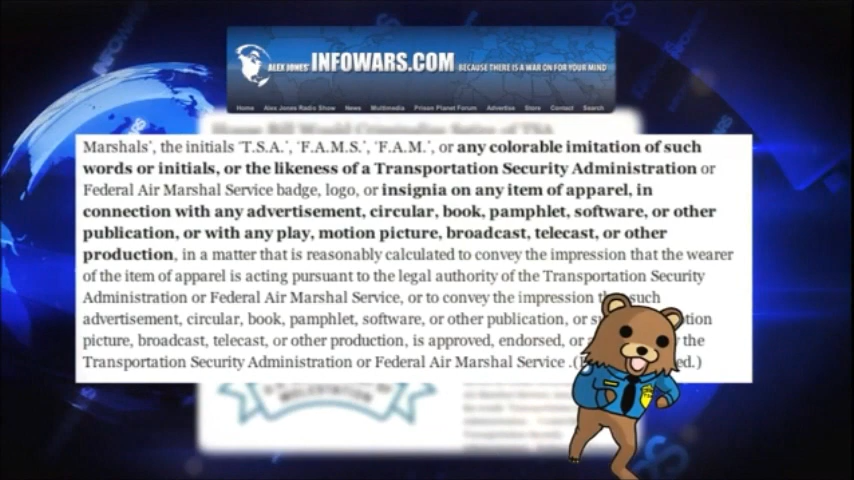 ALEX JONES' INFOWARS.COM BECAUSE THERE IS A WAR ON FOR YOUR MIND
Home Alex Jones Radio Show News Multimedia Prison Planet Forum Advertise Store Contact Search
Marshals', the initials 'T.S.A.', 'F.A.M.S.', 'F.A.M.', or any colorable imitation of such
words or initials, or the likeness of a Transportation Security Administration or
Federal Air Marshal Service badge, logo, or insignia on any item of apparel, in
connection with any advertisement, circular, book, pamphlet, software, or other
publication, or with any play, motion picture, broadcast, telecast, or other
production, in a matter that is reasonably calculated to convey the impression that the wearer
of the item of apparel is acting pursuant to the legal authority of the Transportation Security
Administration or Federal Air Marshal Service, or to convey the impression such
advertisement, circular, book, pamphlet, software, or other publication, or
picture, broadcast, telecast, or other production, is approved, endorsed, or the
Transportation Security Administration or Federal Air Marshal Service .(